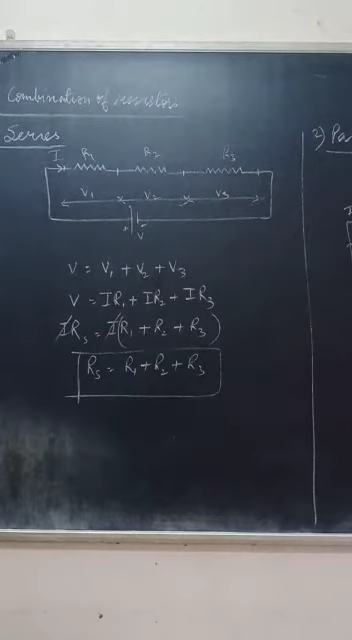 Combination of resistors
Series
I R₁ R₂ R₃
V₁ V₂ V₃
+ - V
V = V₁ + V₂ + V₃
V = IR₁ + IR₂ + IR₃
IRs = I(R₁ + R₂ + R₃)
Rs = R₁ + R₂ + R₃
2) Pa